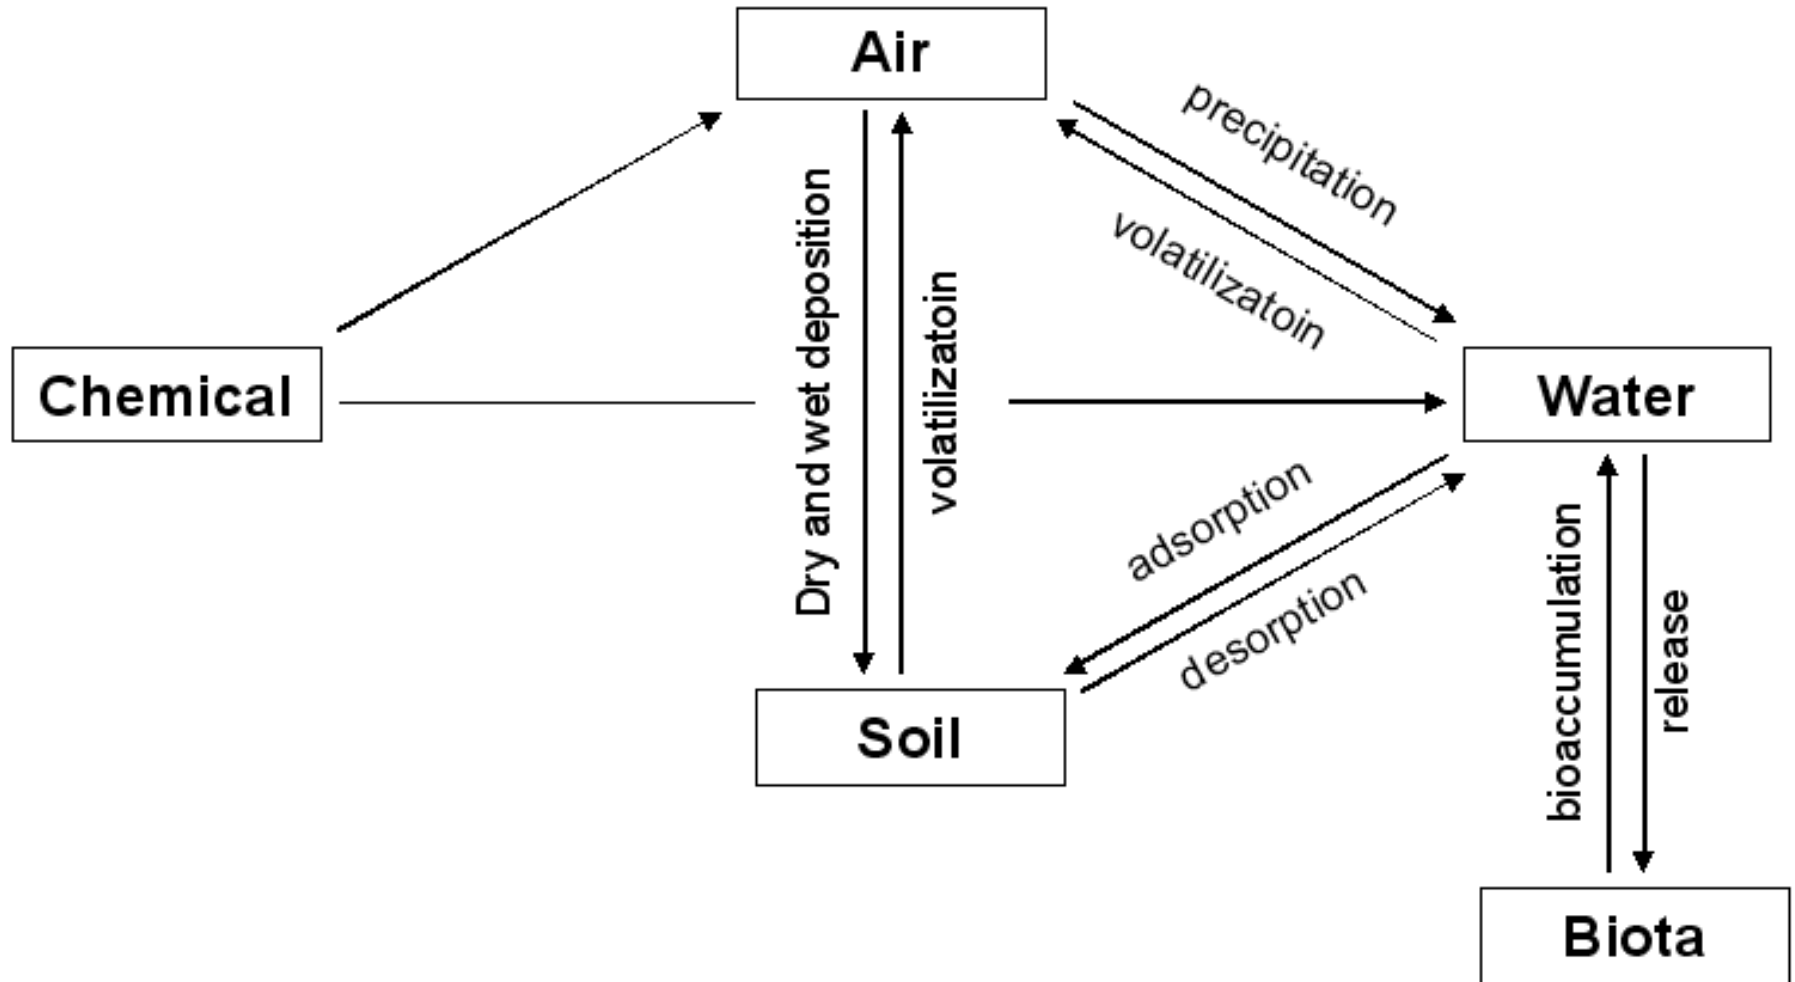 Air
precipitation
volatilizatoin
Dry and wet deposition
volatilizatoin
Chemical
Water
adsorption
desorption
bioaccumulation
release
Soil
Biota